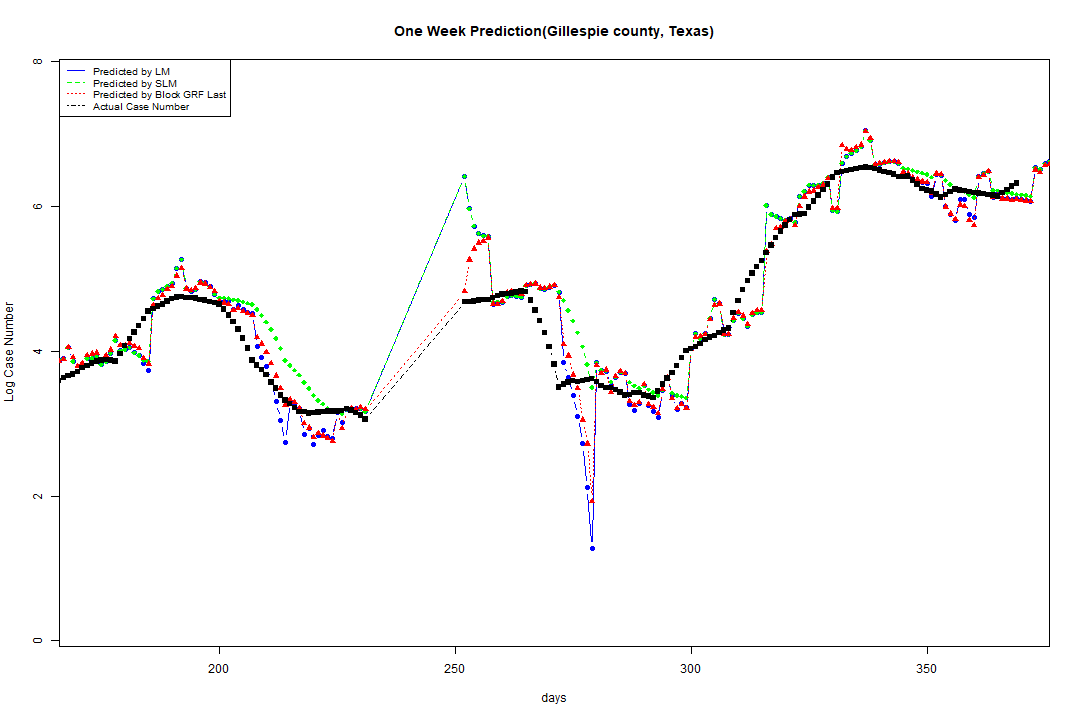 One Week Prediction(Gillespie county, Texas)
8
Predicted by LM
Predicted by SLM
Predicted by Block GRF Last
Actual Case Number
6
4
2
0
Log Case Number
200
250
300
350
days